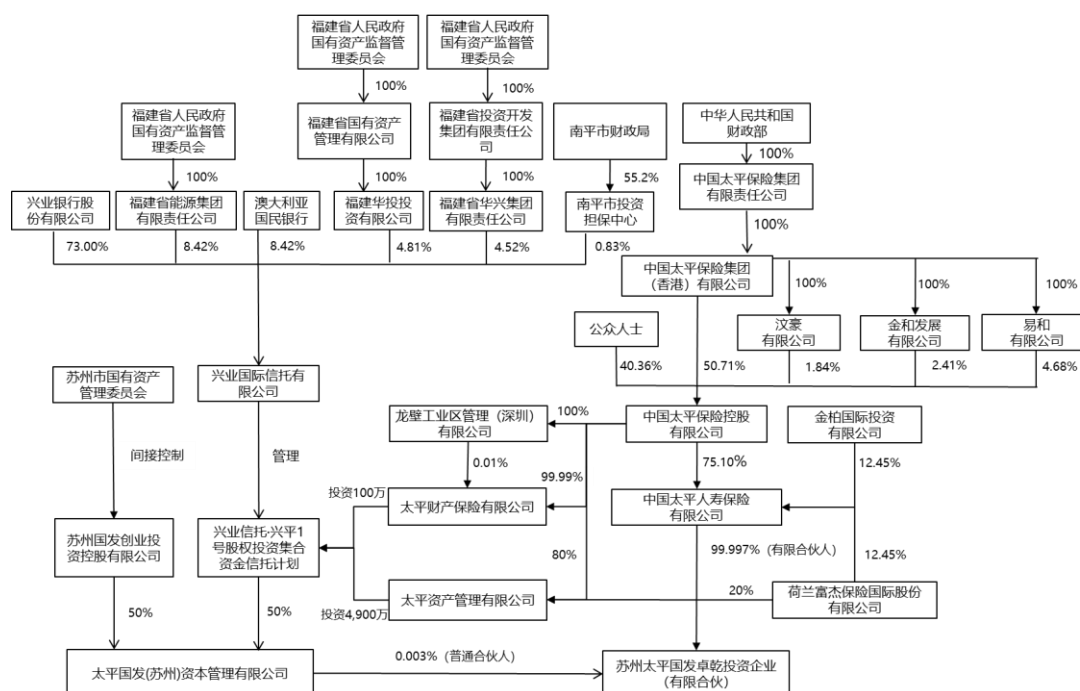 福建省人民政府
国有资产监督管
理委员会
福建省人民政府
国有资产监督管
理委员会
100%
100%
福建省人民政府
国有资产监督管
理委员会
福建省国有资产
管理有限公司
福建省投资开发
集团有限责任公
司
南平市财政局
中华人民共和国
财政部
100%
100%
100%
55.2%
100%
兴业银行股
份有限公司
福建省能源集团
有限责任公司
澳大利亚
国民银行
福建华投投
资有限公司
福建省华兴集团
有限责任公司
南平市投资
担保中心
中国太平保险集团
有限责任公司
73.00%
8.42%
8.42%
4.81%
4.52%
0.83%
100%
中国太平保险集团
（香港）有限公司
100%
100%
100%
公众人士
汶豪
有限公司
金和发展
有限公司
易和
有限公司
40.36%
50.71%
1.84%
2.41%
4.68%
苏州市国有资产
管理委员会
兴业国际信托有
限公司
龙壁工业区管理（深圳）
有限公司
100%
中国太平保险控股
有限公司
金柏国际投资
有限公司
间接控制
管理
0.01%
99.99%
75.10%
12.45%
投资100万
太平财产保险有限公司
中国太平人寿保险
有限公司
苏州国发创业投
资控股有限公司
兴业信托·兴平1
号股权投资集合
资金信托计划
80%
99.997% (有限合伙人)
12.45%
太平资产管理有限公司
20%
荷兰富杰保险国际股份
有限公司
50%
50%
投资4,900万
太平国发(苏州)资本管理有限公司
0.003%（普通合伙人）
苏州太平国发卓乾投资企业
（有限合伙）